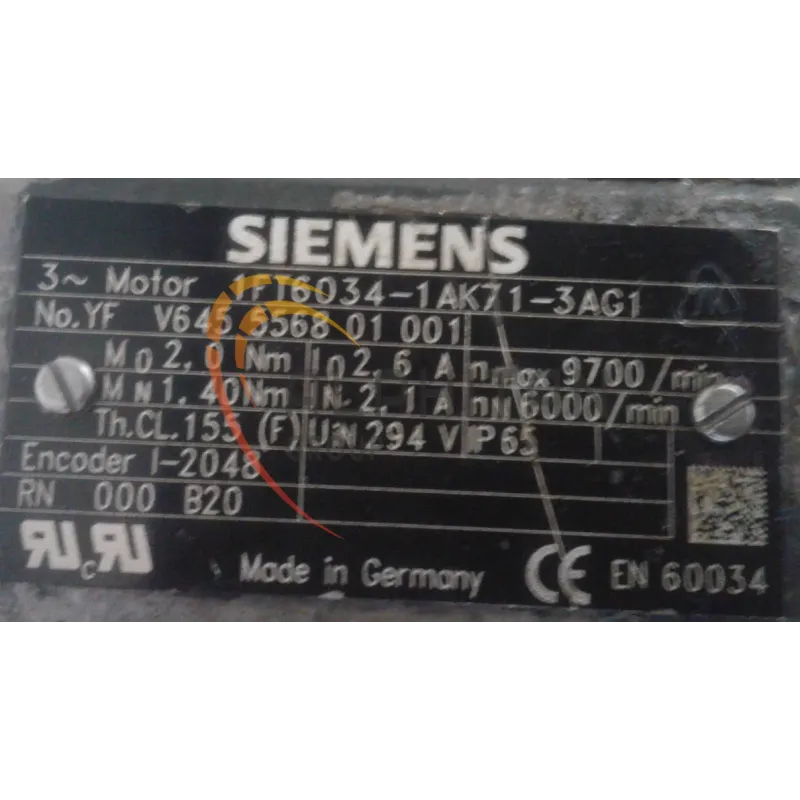 SIEMENS
3~ Motor 1FT6034-1AK71-3AG1
No.YF V645 5568 01 001
M0 2,0 Nm I0 2,6 A nmax 9700/min
MN 1,40Nm IN 2,1 A nN 6000/min
Th.CL.155 (F) UiN 294 V IP 65
Encoder I-2048
RN 000 B20
Made in Germany CE EN 60034